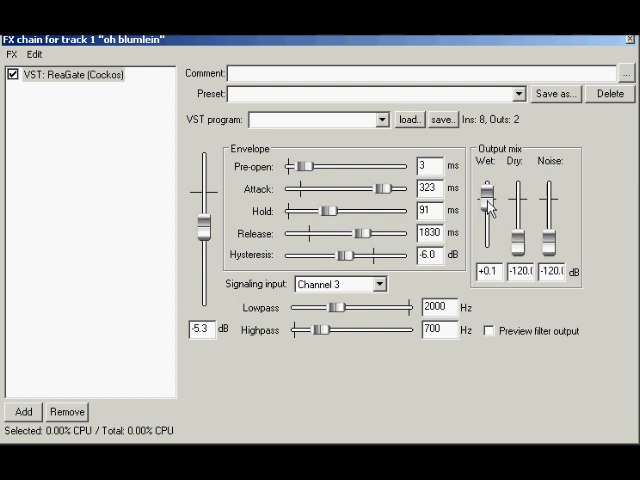 FX chain for track 1 "oh blumlein"
FX Edit
VST: ReaGate (Cockos)
Comment: ...
Preset: Save as... Delete
VST program: load.. save.. Ins: 8, Outs: 2
Envelope
Pre-open: 3 ms
Attack: 323 ms
Hold: 91 ms
Release: 1830 ms
Hysteresis: -6.0 dB
Output mix
Wet: Dry: Noise:
+0.1 -120.( -120.( dB
Signaling input: Channel 3
Lowpass 2000 Hz
-5.3 dB Highpass 700 Hz Preview filter output
Add Remove
Selected: 0.00% CPU / Total: 0.00% CPU